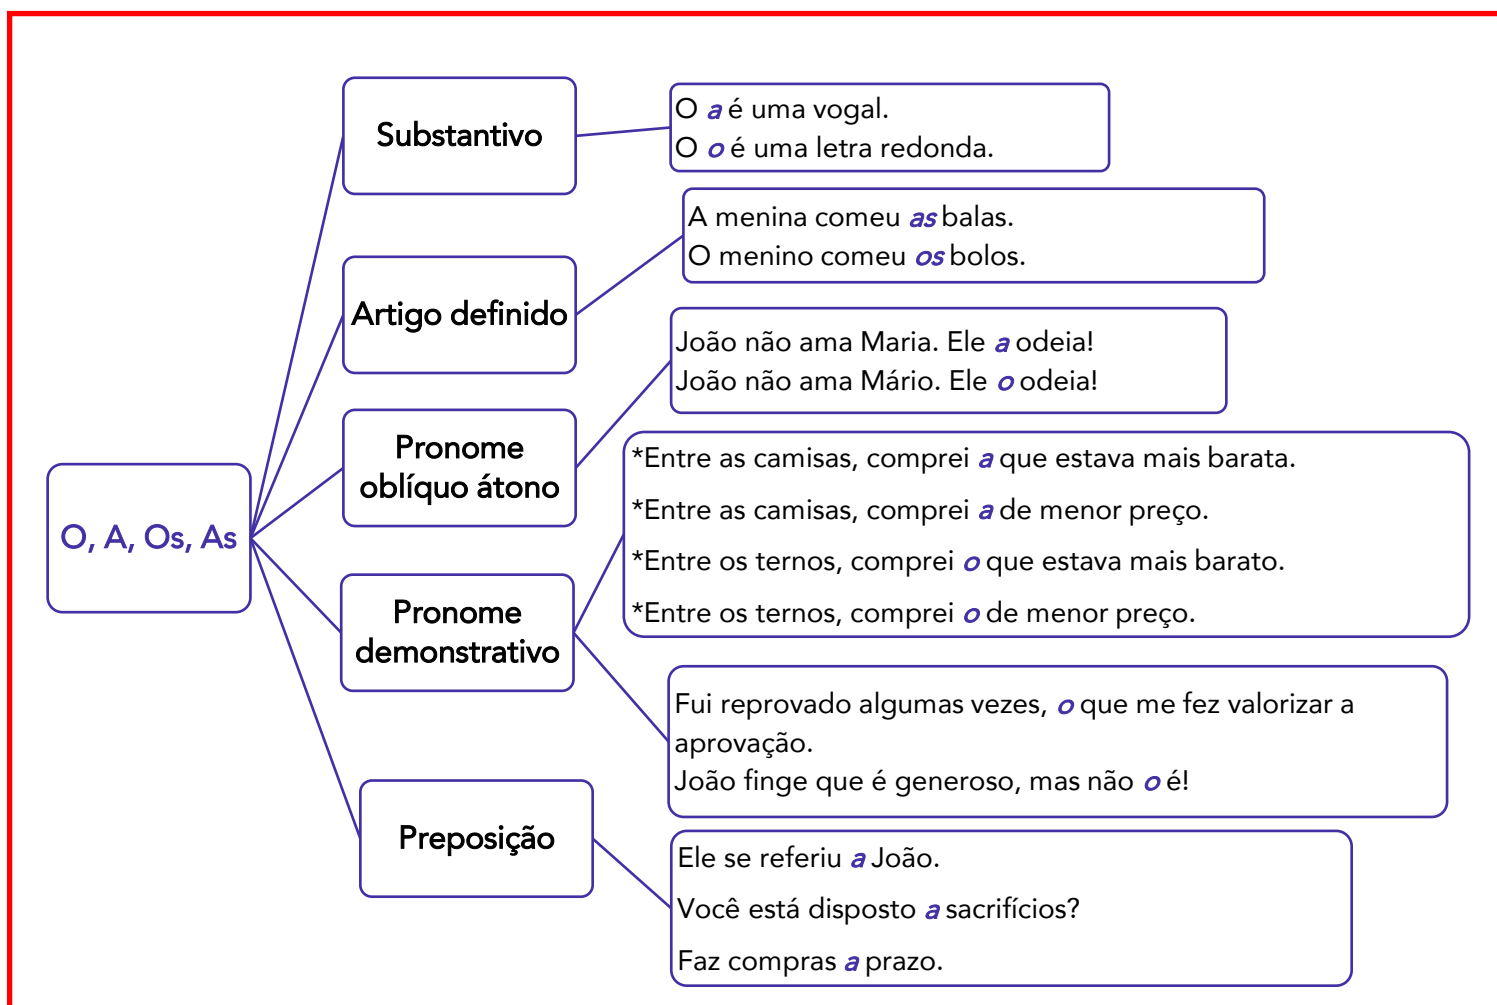 O, A, Os, As
Substantivo
O a é uma vogal.
O o é uma letra redonda.
Artigo definido
A menina comeu as balas.
O menino comeu os bolos.
Pronome
oblíquo átono
João não ama Maria. Ele a odeia!
João não ama Mário. Ele o odeia!
Pronome
demonstrativo
*Entre as camisas, comprei a que estava mais barata.
*Entre as camisas, comprei a de menor preço.
*Entre os ternos, comprei o que estava mais barato.
*Entre os ternos, comprei o de menor preço.
Fui reprovado algumas vezes, o que me fez valorizar a
aprovação.
João finge que é generoso, mas não o é!
Preposição
Ele se referiu a João.
Você está disposto a sacrifícios?
Faz compras a prazo.